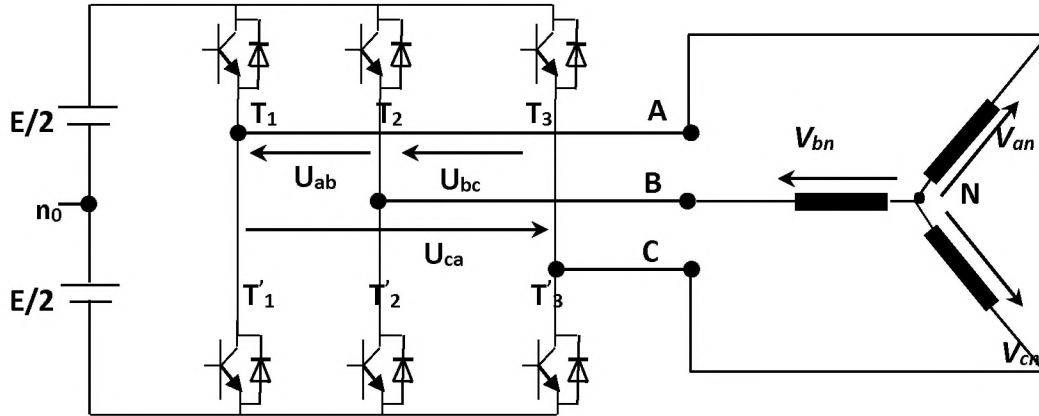 E/2
n₀
E/2
T₁
T₂
T₃
A
Uab
Ubc
B
Uca
C
T'₁
T'₂
T'₃
Vbn
Van
N
Vcn